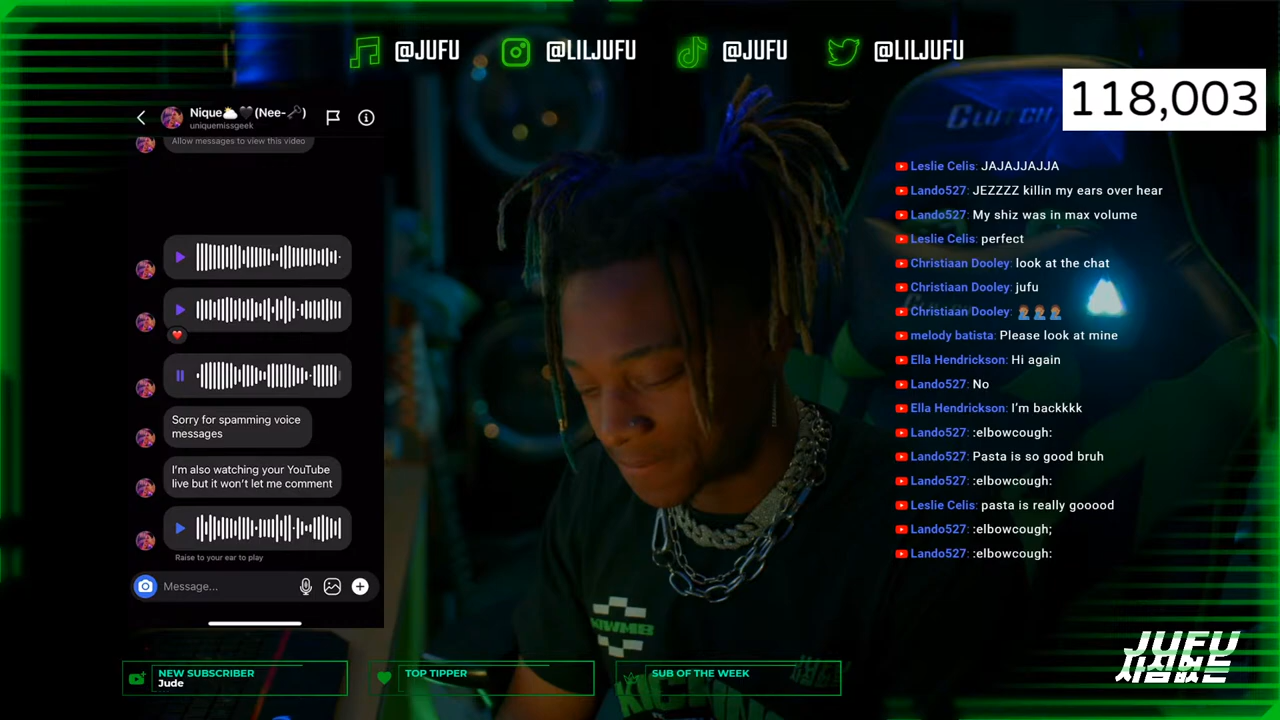 @JUFU
@LILJUFU
@JUFU
@LILJUFU
118,003
Nique🌥️🖤(Nee-🗝️)
uniquemissgeek
Allow messages to view this video
Sorry for spamming voice
messages
I'm also watching your YouTube
live but it won't let me comment
Raise to your ear to play
Message...
CLUTCH
Leslie Celis: JAJAJJAJJA
Lando527: JEZZZZ killin my ears over hear
Lando527: My shiz was in max volume
Leslie Celis: perfect
Christiaan Dooley: look at the chat
Christiaan Dooley: jufu
Christiaan Dooley: 🤦🏽‍♂️🤦🏽‍♂️🤦🏽‍♂️
melody batista: Please look at mine
Ella Hendrickson: Hi again
Lando527: No
Ella Hendrickson: I'm backkkk
Lando527: :elbowcough:
Lando527: Pasta is so good bruh
Lando527: :elbowcough:
Leslie Celis: pasta is really gooood
Lando527: :elbowcough;
Lando527: :elbowcough:
NEW SUBSCRIBER
Jude
TOP TIPPER
SUB OF THE WEEK
JUFU